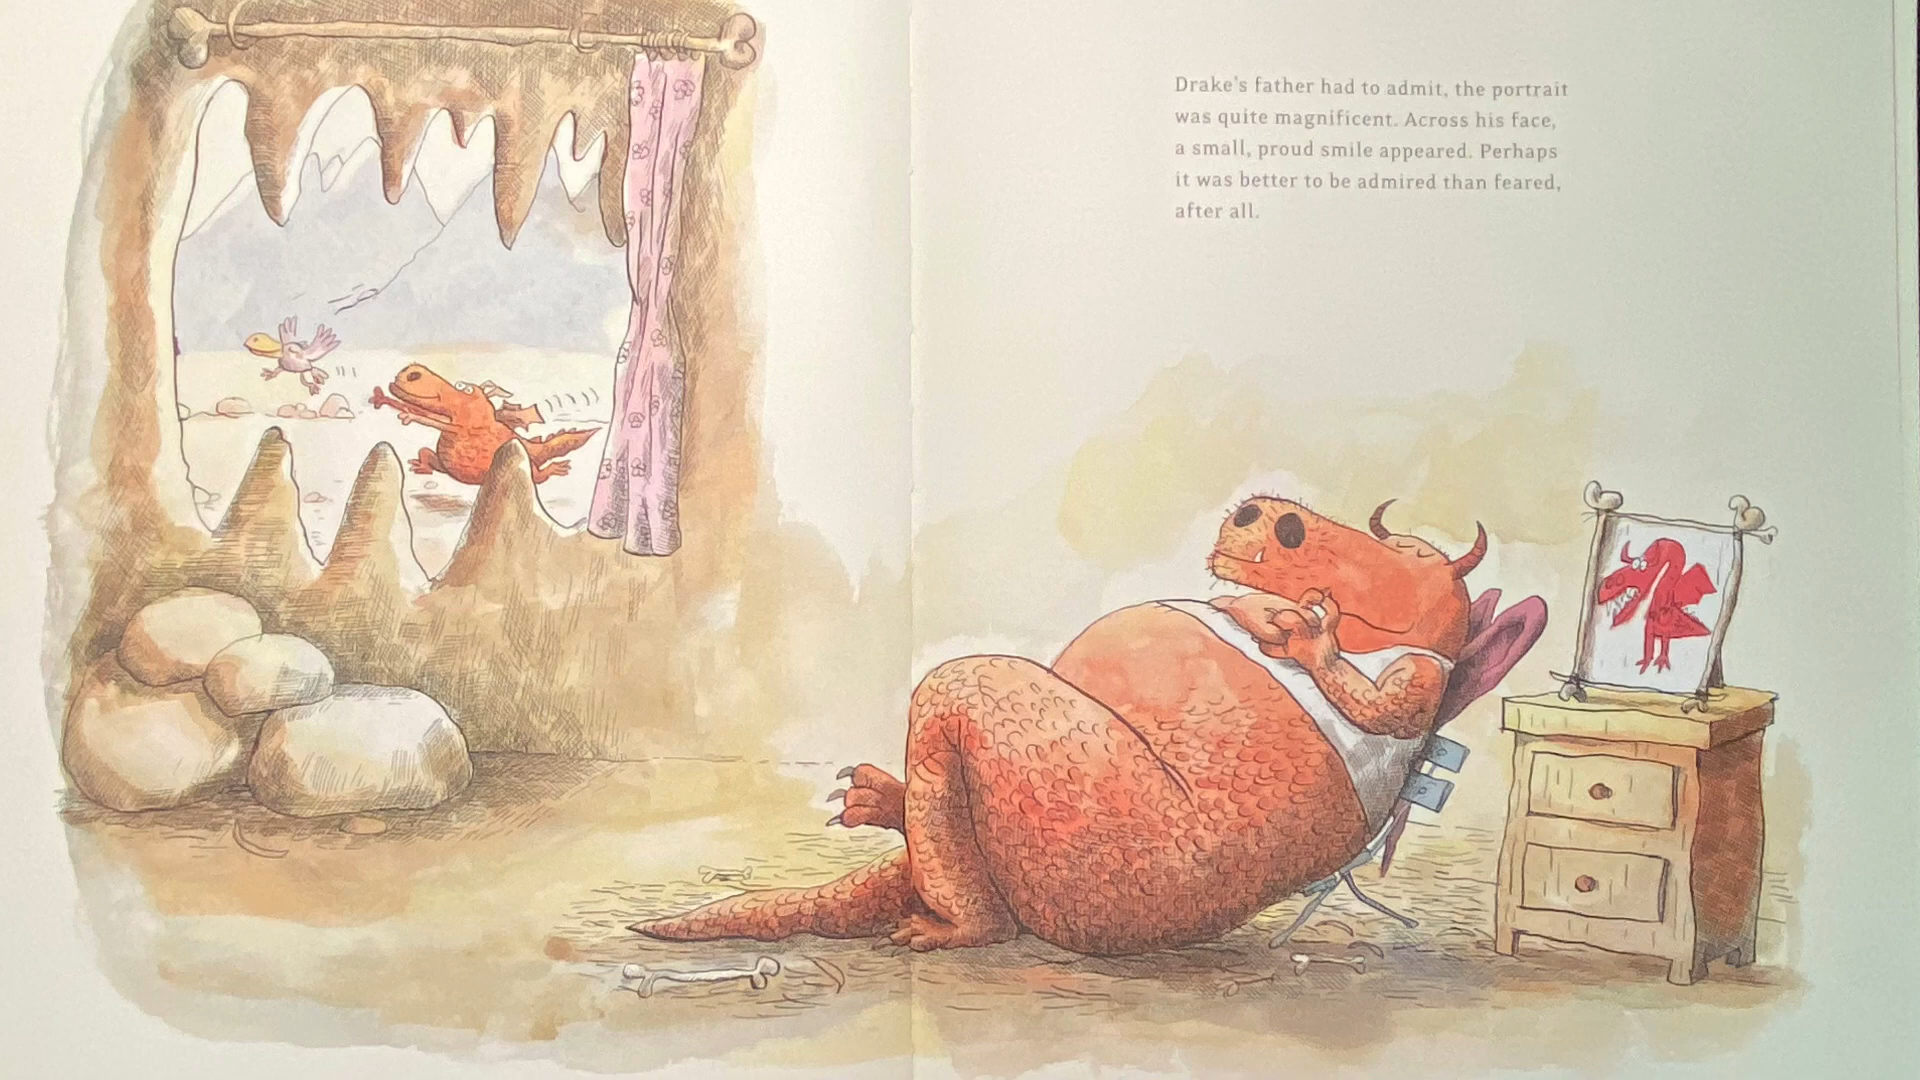 Drake's father had to admit, the portrait
was quite magnificent. Across his face,
a small, proud smile appeared. Perhaps
it was better to be admired than feared,
after all.